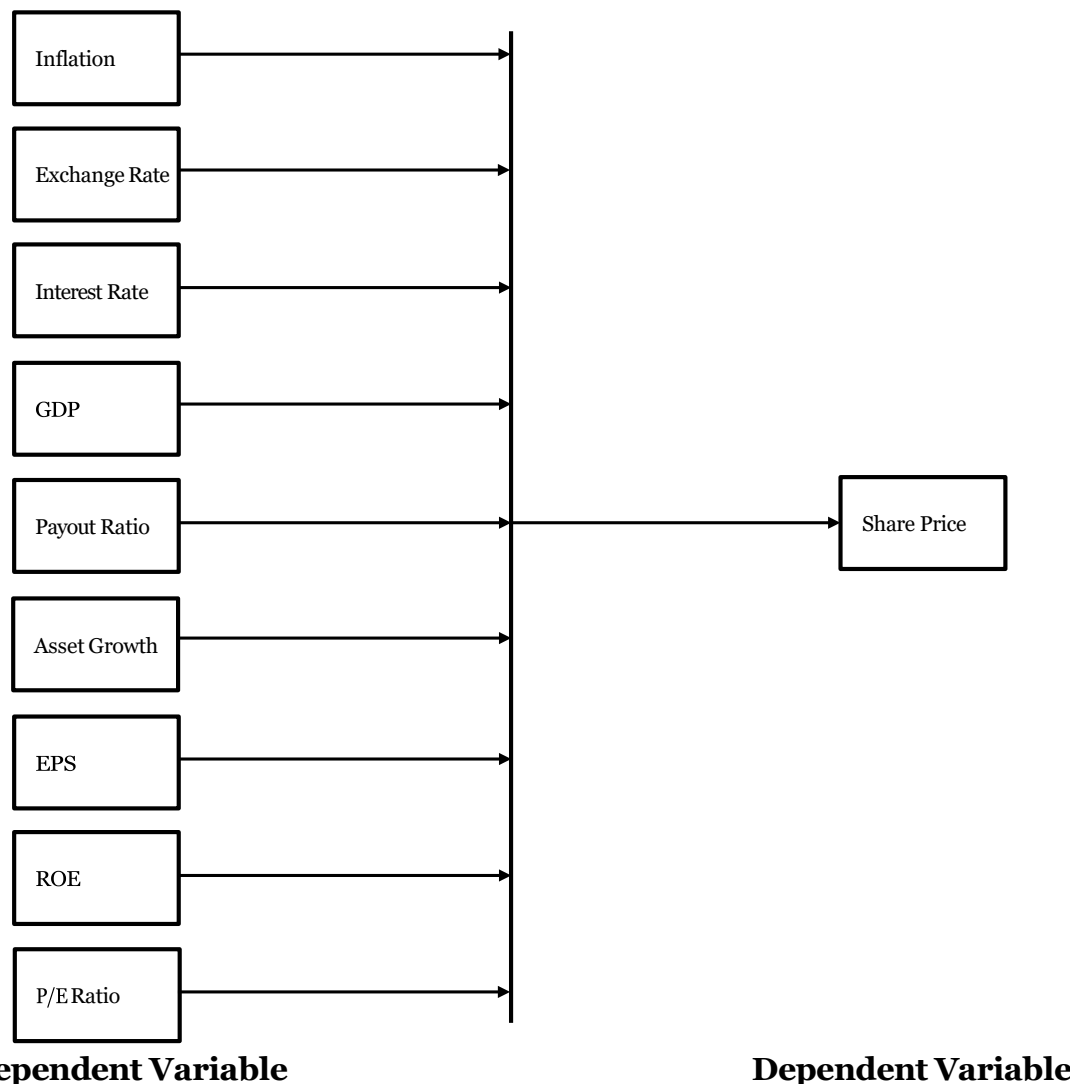 Inflation
Exchange Rate
Interest Rate
GDP
Payout Ratio
Share Price
Asset Growth
EPS
ROE
P/E Ratio
ependent Variable
Dependent Variable